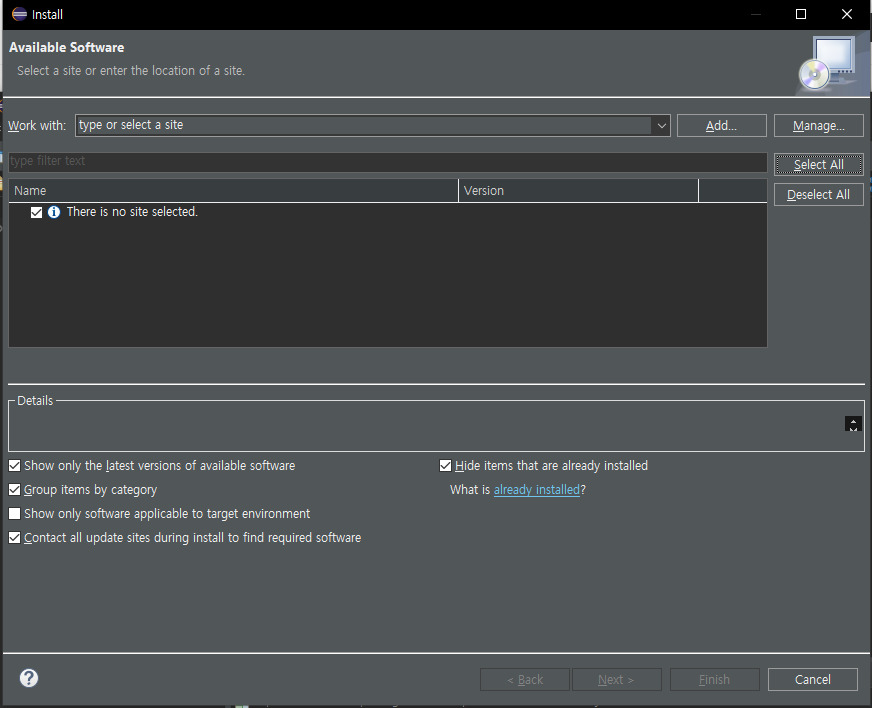 Install
Available Software
Select a site or enter the location of a site.
Work with: type or select a site Add... Manage...
type filter text Select All
Name Version
Deselect All
There is no site selected.
Details
Show only the latest versions of available software Hide items that are already installed
Group items by category What is already installed?
Show only software applicable to target environment
Contact all update sites during install to find required software
< Back Next > Finish Cancel